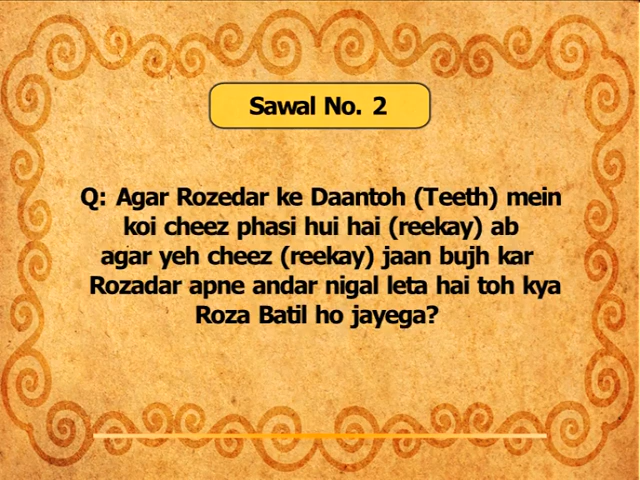 Sawal No. 2
Q: Agar Rozedar ke Daantoh (Teeth) mein
koi cheez phasi hui hai (reekay) ab
agar yeh cheez (reekay) jaan bujh kar
Rozadar apne andar nigal leta hai toh kya
Roza Batil ho jayega?